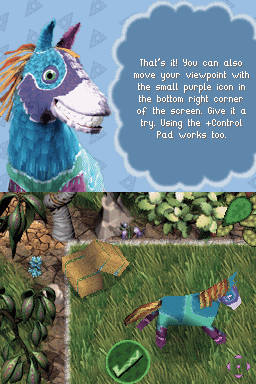 That's it! You can also
move your viewpoint with
the small purple icon in
the bottom right corner
of the screen. Give it a
try. Using the +Control
Pad works too.